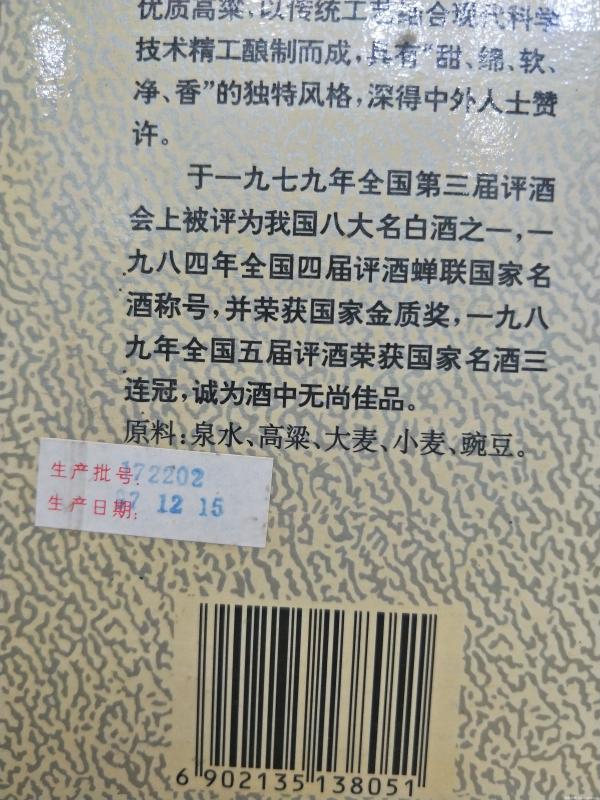 优质高粱，以传统工艺结合现代科学
技术精工酿制而成，具有“甜、绵、软、
净、香”的独特风格，深得中外人士赞
许。
于一九七九年全国第三届评酒
会上被评为我国八大名白酒之一，一
九八四年全国四届评酒蝉联国家名
酒称号，并荣获国家金质奖，一九八
九年全国五届评酒荣获国家名酒三
连冠，诚为酒中无尚佳品。
原料：泉水、高粱、大麦、小麦、豌豆。
生产批号：172202
生产日期：97 12 15
6 902135 138051